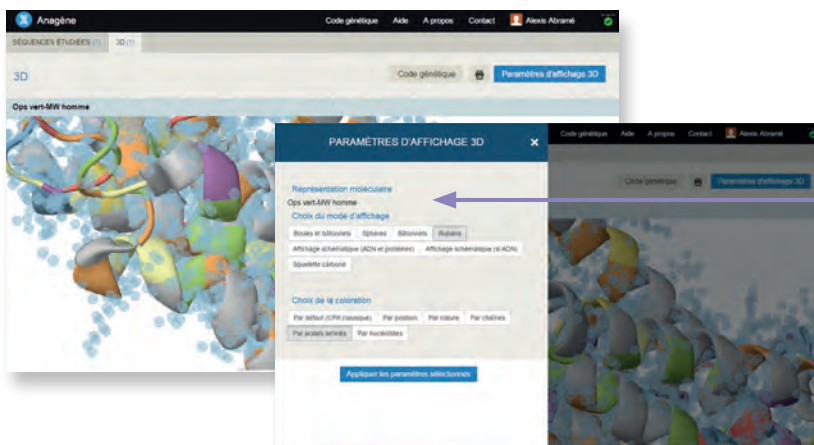 Anagène
Code génétique Aide A propos Contact Alexis Abramé
SÉQUENCES ÉTUDIÉES (1) 3D (1)
3D
Code génétique Paramètres d'affichage 3D
Ops vert-MW homme
PARAMÈTRES D'AFFICHAGE 3D ×
Code génétique Aide A propos Contact Alexis Abramé
Code génétique Paramètres d'affichage 3D
Représentation moléculaire
Ops vert-MW homme
Choix du mode d'affichage
Boules et bâtonnets Sphères Bâtonnets Rubans
Affichage schématique (ADN et protéines) Affichage schématique (si ADN)
Squelette carboné
Choix de la coloration
Par défaut (CPK classique) Par position Par nature Par chaînes
Par acides aminés Par nucléotides
Appliquer les paramètres sélectionnés